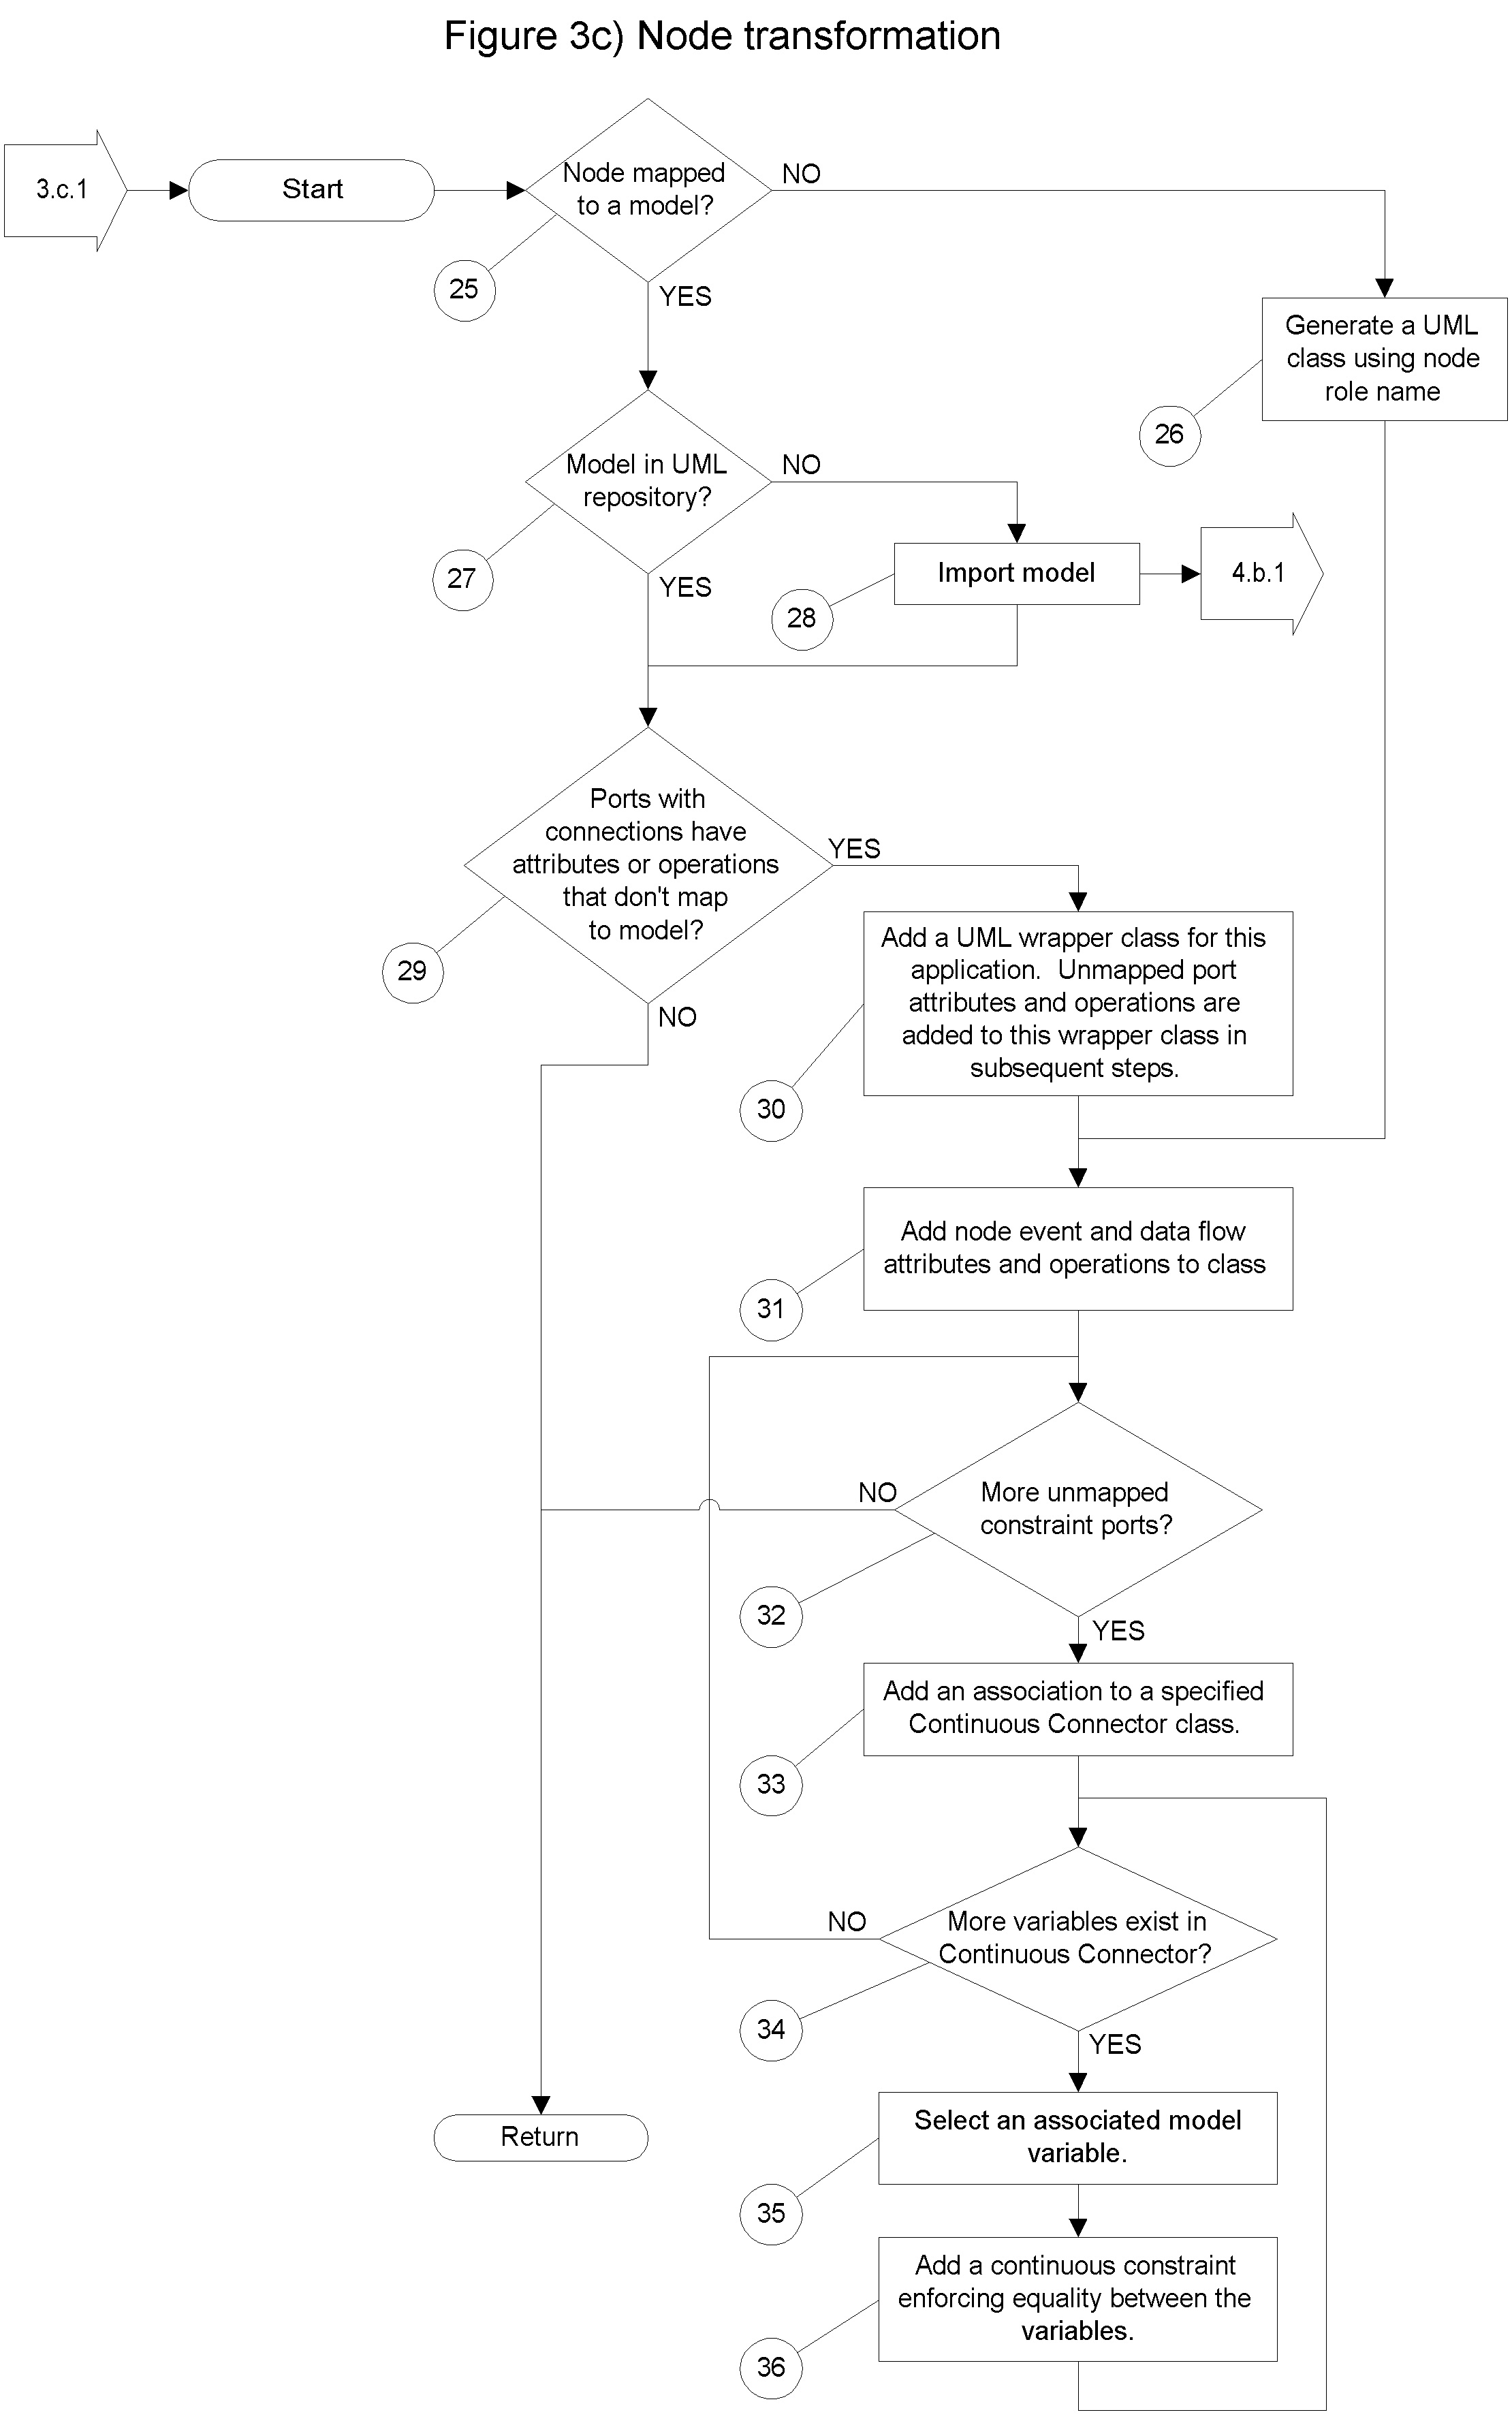 Figure 3c) Node transformation
3.c.1
Start
Node mapped
to a model?
NO
25
YES
Generate a UML
class using node
role name
26
Model in UML
repository?
NO
27
YES
Import model
28
4.b.1
Ports with
connections have
attributes or operations
that don't map
to model?
YES
29
NO
Add a UML wrapper class for this
application.  Unmapped port
attributes and operations are
added to this wrapper class in
subsequent steps.
30
Add node event and data flow
attributes and operations to class
31
More unmapped
constraint ports?
NO
32
YES
Add an association to a specified
Continuous Connector class.
33
More variables exist in
Continuous Connector?
NO
34
YES
Select an associated model
variable.
35
Return
Add a continuous constraint
enforcing equality between the
variables.
36